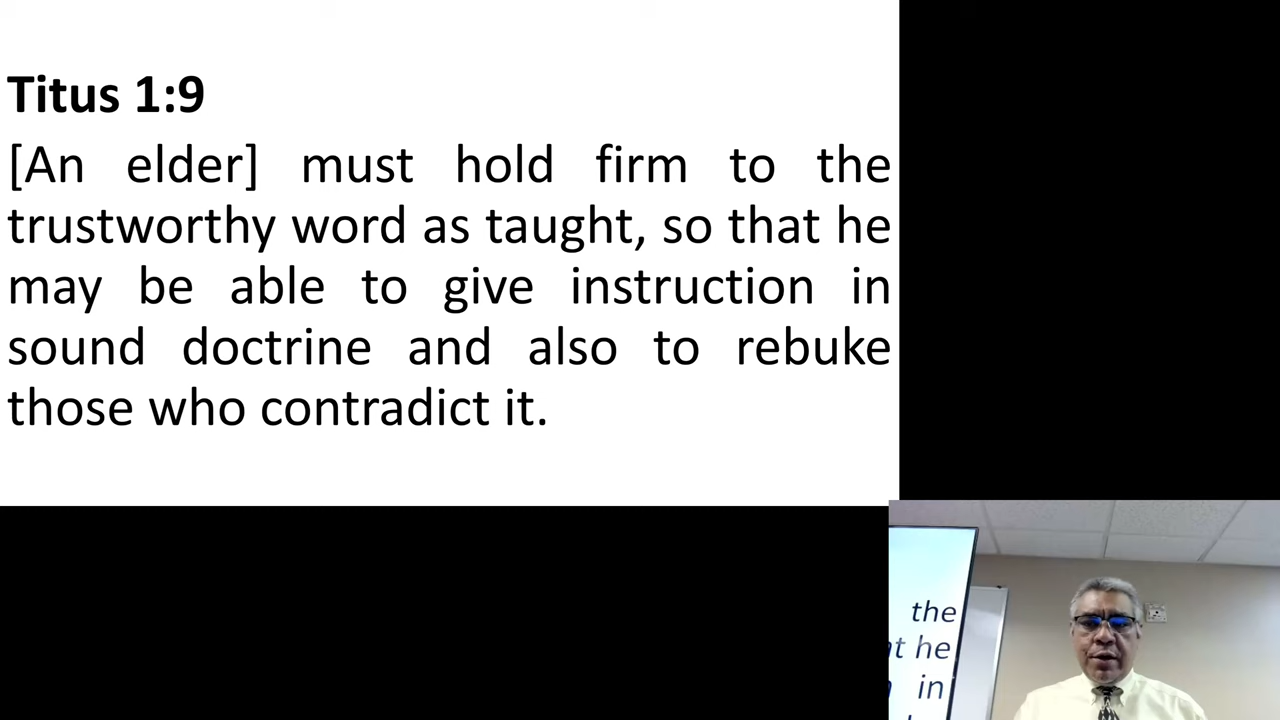 Titus 1:9
[An elder] must hold firm to the
trustworthy word as taught, so that he
may be able to give instruction in
sound doctrine and also to rebuke
those who contradict it.
the
he
in